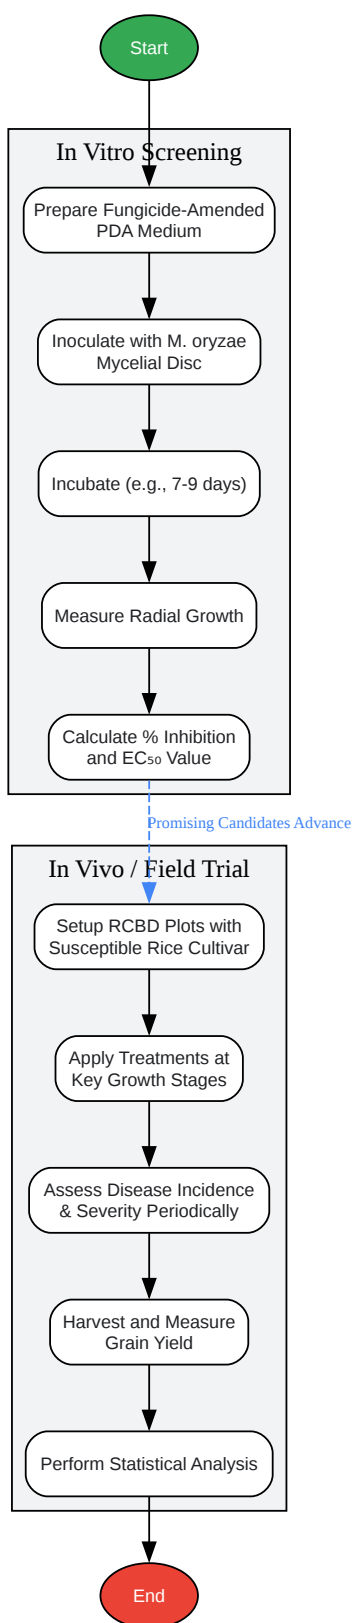 Start
In Vitro Screening
Prepare Fungicide-Amended
PDA Medium
Inoculate with M. oryzae
Mycelial Disc
Incubate (e.g., 7-9 days)
Measure Radial Growth
Calculate % Inhibition
and EC₅₀ Value
Promising Candidates Advance
In Vivo / Field Trial
Setup RCBD Plots with
Susceptible Rice Cultivar
Apply Treatments at
Key Growth Stages
Assess Disease Incidence
& Severity Periodically
Harvest and Measure
Grain Yield
Perform Statistical Analysis
End